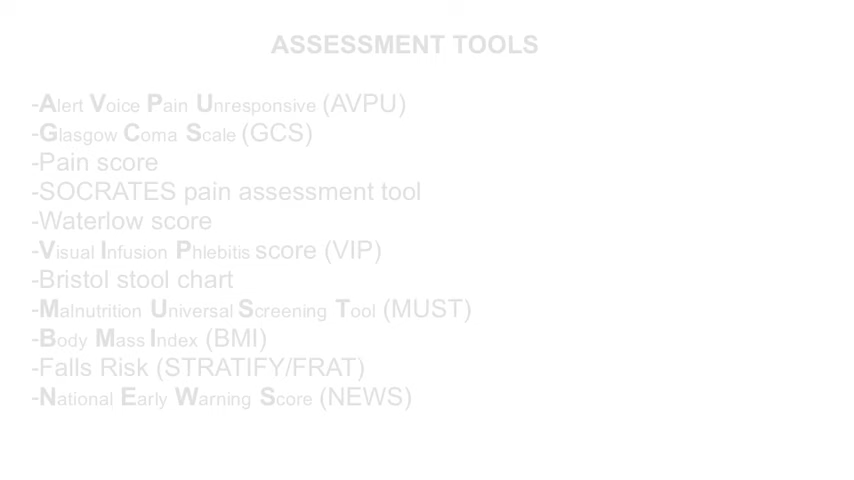 ASSESSMENT TOOLS
-Alert Voice Pain Unresponsive (AVPU)
-Glasgow Coma Scale (GCS)
-Pain score
-SOCRATES pain assessment tool
-Waterlow score
-Visual Infusion Phlebitis score (VIP)
-Bristol stool chart
-Malnutrition Universal Screening Tool (MUST)
-Body Mass Index (BMI)
-Falls Risk (STRATIFY/FRAT)
-National Early Warning Score (NEWS)